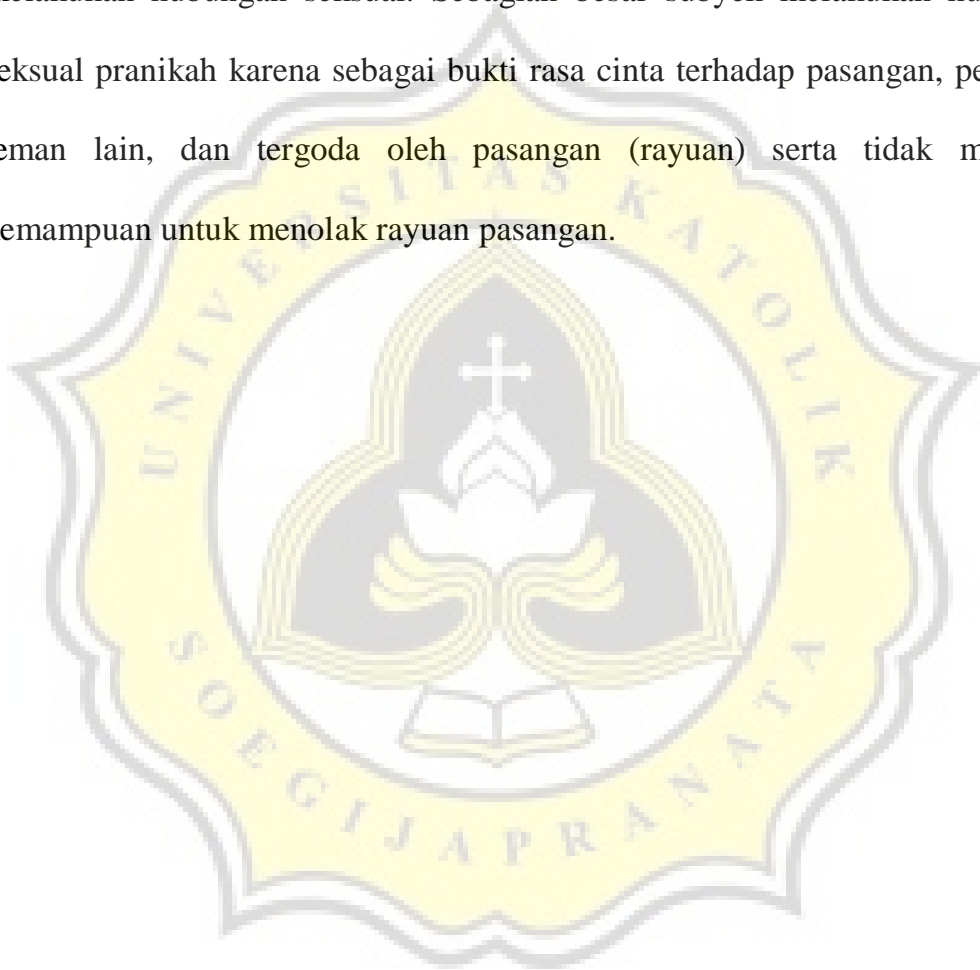 eksual pranikah karena sebagai bukti rasa cinta terhadap pasangan, pe
eman lain, dan tergoda oleh pasangan (rayuan) serta tidak m
emampuan untuk menolak rayuan pasangan.
UNIVERSITAS KATOLIK
SOEGIJAPRANATA